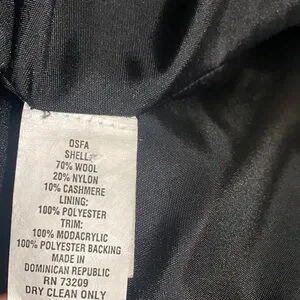 OSFA
SHELL:
70% WOOL
20% NYLON
10% CASHMERE
LINING:
100% POLYESTER
TRIM:
100% MODACRYLIC
100% POLYESTER BACKING
MADE IN
DOMINICAN REPUBLIC
RN 73209
DRY CLEAN ONLY